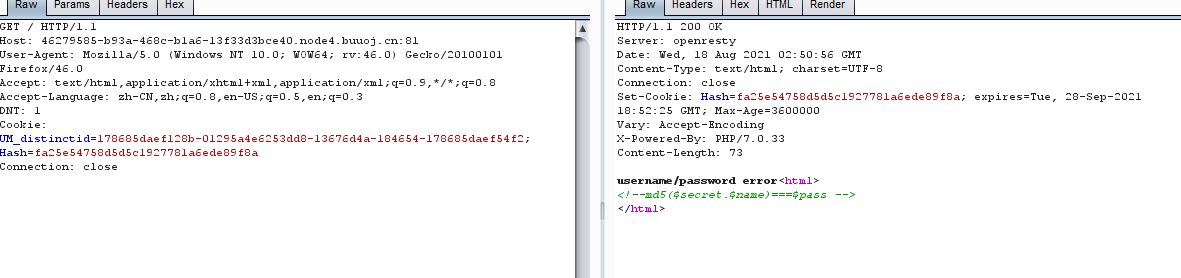 Raw Params Headers Hex
GET / HTTP/1.1
Host: 46279585-b93a-468c-b1a6-13f33d3bce40.node4.buuoj.cn:81
User-Agent: Mozilla/5.0 (Windows NT 10.0; WOW64; rv:46.0) Gecko/20100101
Firefox/46.0
Accept: text/html,application/xhtml+xml,application/xml;q=0.9,*/*;q=0.8
Accept-Language: zh-CN,zh;q=0.8,en-US;q=0.5,en;q=0.3
DNT: 1
Cookie:
UM_distinctid=178685daef128b-01295a4e6253dd8-13676d4a-184654-178685daef54f2;
Hash=fa25e54758d5d5c1927781a6ede89f8a
Connection: close
Raw Headers Hex HTML Render
HTTP/1.1 200 OK
Server: openresty
Date: Wed, 18 Aug 2021 02:50:56 GMT
Content-Type: text/html; charset=UTF-8
Connection: close
Set-Cookie: Hash=fa25e54758d5d5c1927781a6ede89f8a; expires=Tue, 28-Sep-2021
18:52:25 GMT; Max-Age=3600000
Vary: Accept-Encoding
X-Powered-By: PHP/7.0.33
Content-Length: 73
username/password error<html>
<!--md5($secret.$name)===$pass -->
</html>